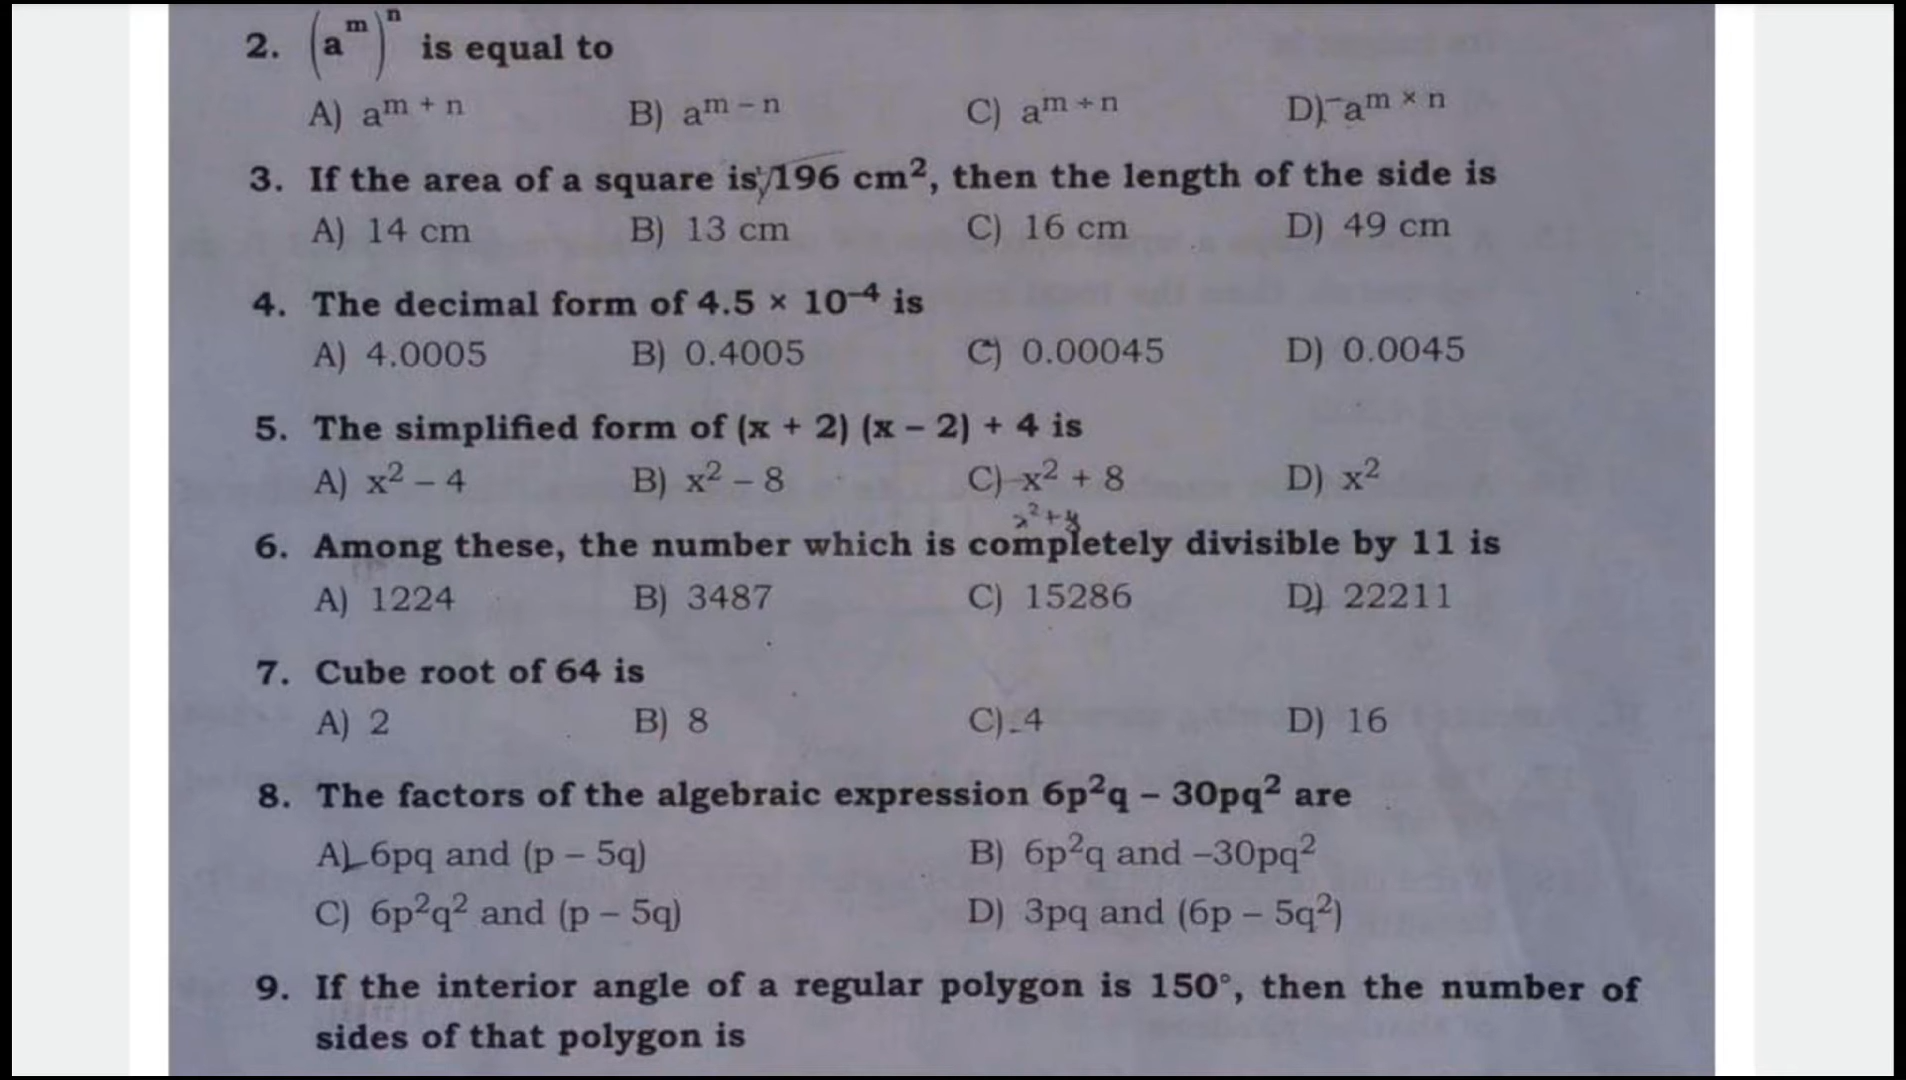 2. (a^m)^n is equal to
A) a^m + n B) a^m – n C) a^m ÷ n D) a^m × n
3. If the area of a square is 196 cm², then the length of the side is
A) 14 cm B) 13 cm C) 16 cm D) 49 cm
4. The decimal form of 4.5 × 10⁻⁴ is
A) 4.0005 B) 0.4005 C) 0.00045 D) 0.0045
5. The simplified form of (x + 2) (x – 2) + 4 is
A) x² – 4 B) x² – 8 C) x² + 8 D) x²
6. Among these, the number which is completely divisible by 11 is
A) 1224 B) 3487 C) 15286 D) 22211
7. Cube root of 64 is
A) 2 B) 8 C) 4 D) 16
8. The factors of the algebraic expression 6p²q – 30pq² are
A) 6pq and (p – 5q) B) 6p²q and –30pq²
C) 6p²q² and (p – 5q) D) 3pq and (6p – 5q²)
9. If the interior angle of a regular polygon is 150°, then the number of
sides of that polygon is